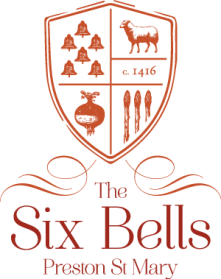 c. 1416
The
Six Bells
Preston St Mary